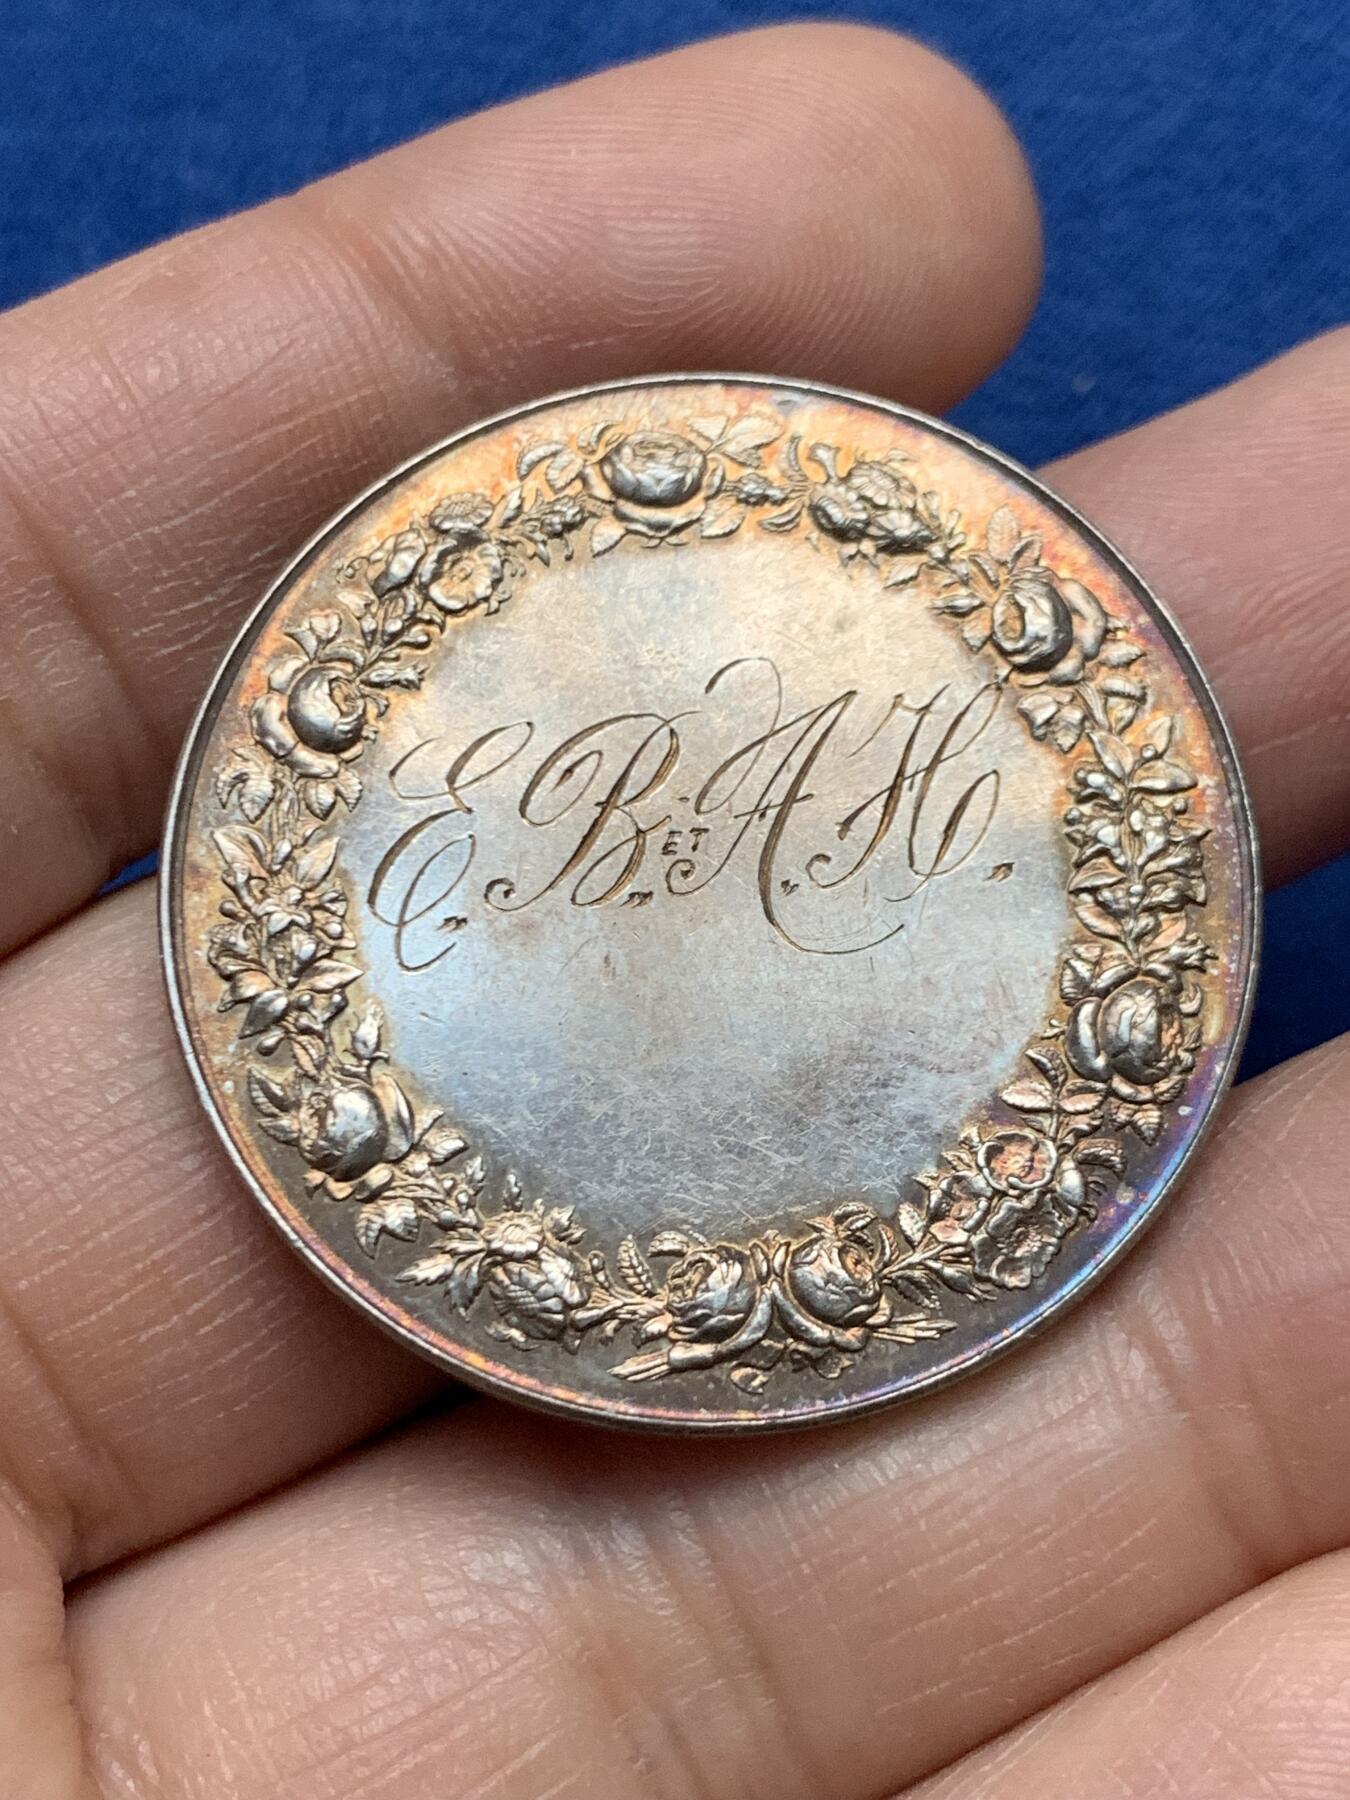 E. B. ET A. H.